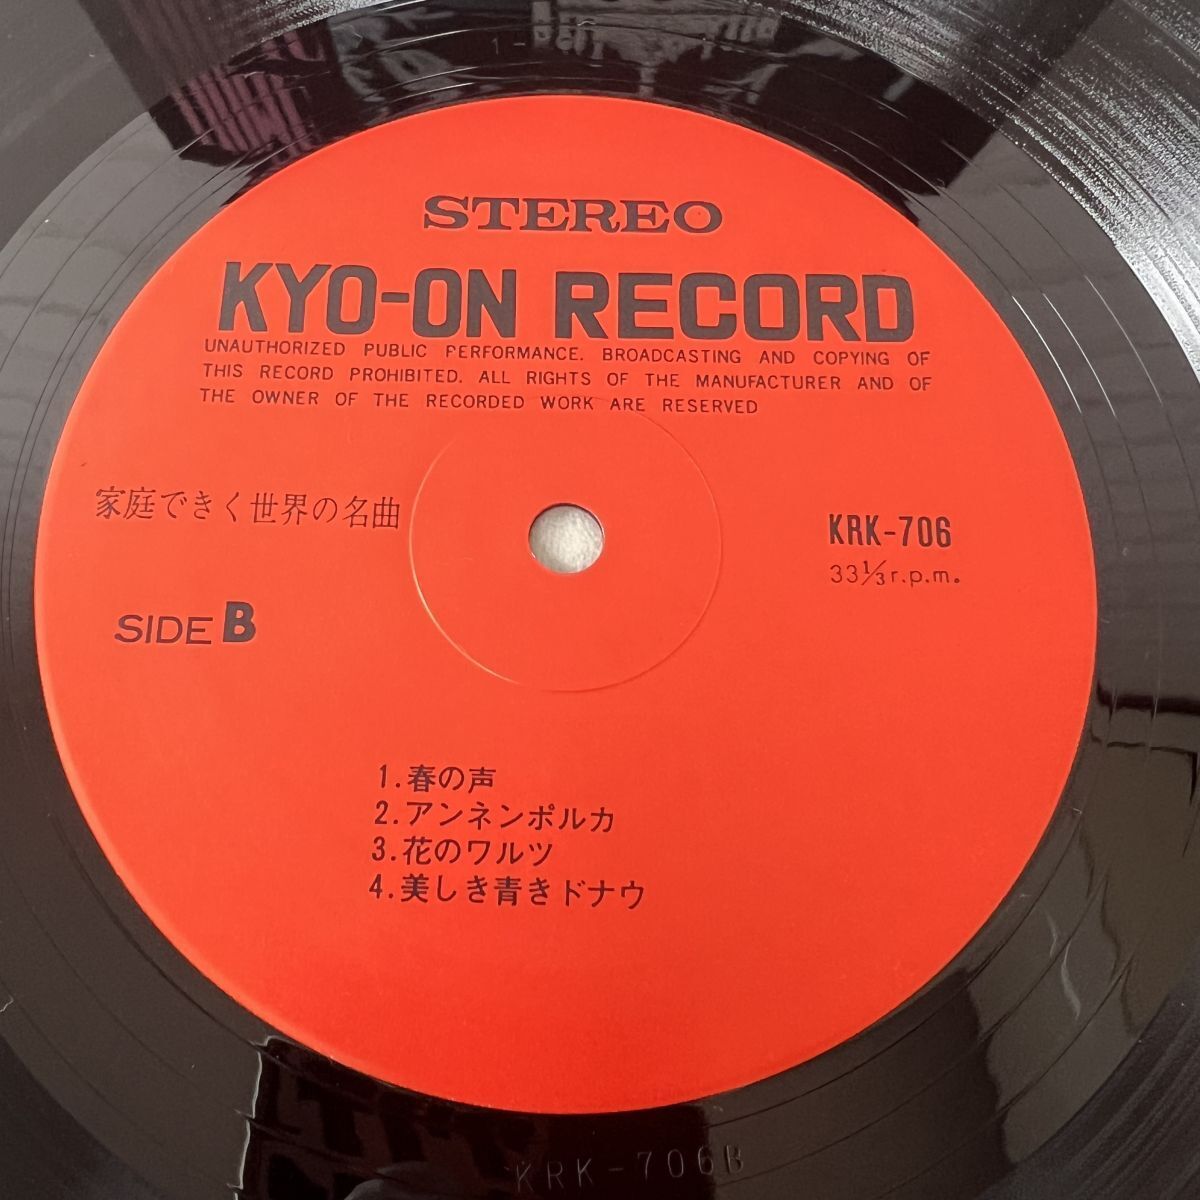 STEREO
KYO-ON RECORD
UNAUTHORIZED PUBLIC PERFORMANCE. BROADCASTING AND COPYING OF
THIS RECORD PROHIBITED. ALL RIGHTS OF THE MANUFACTURER AND OF
THE OWNER OF THE RECORDED WORK ARE RESERVED
家庭できく世界の名曲
KRK-706
33⅓r.p.m.
SIDE B
1.春の声
2.アンネンポルカ
3.花のワルツ
4.美しき青きドナウ
KRK-706B